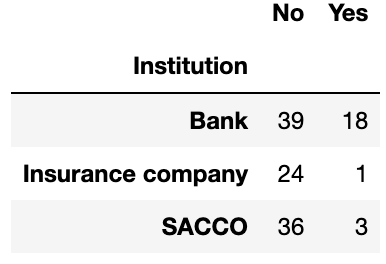 No Yes
Institution
Bank 39 18
Insurance company 24 1
SACCO 36 3